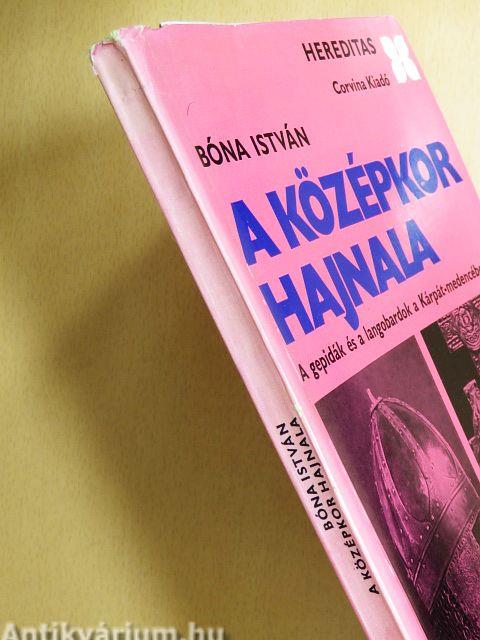 HEREDITAS
Corvina Kiadó
BÓNA ISTVÁN
A KÖZÉPKOR
HAJNALA
A gepidák és a langobardok a Kárpát-medencében
BÓNA ISTVÁN
A KÖZÉPKOR HAJNALA
Antikvárium.hu